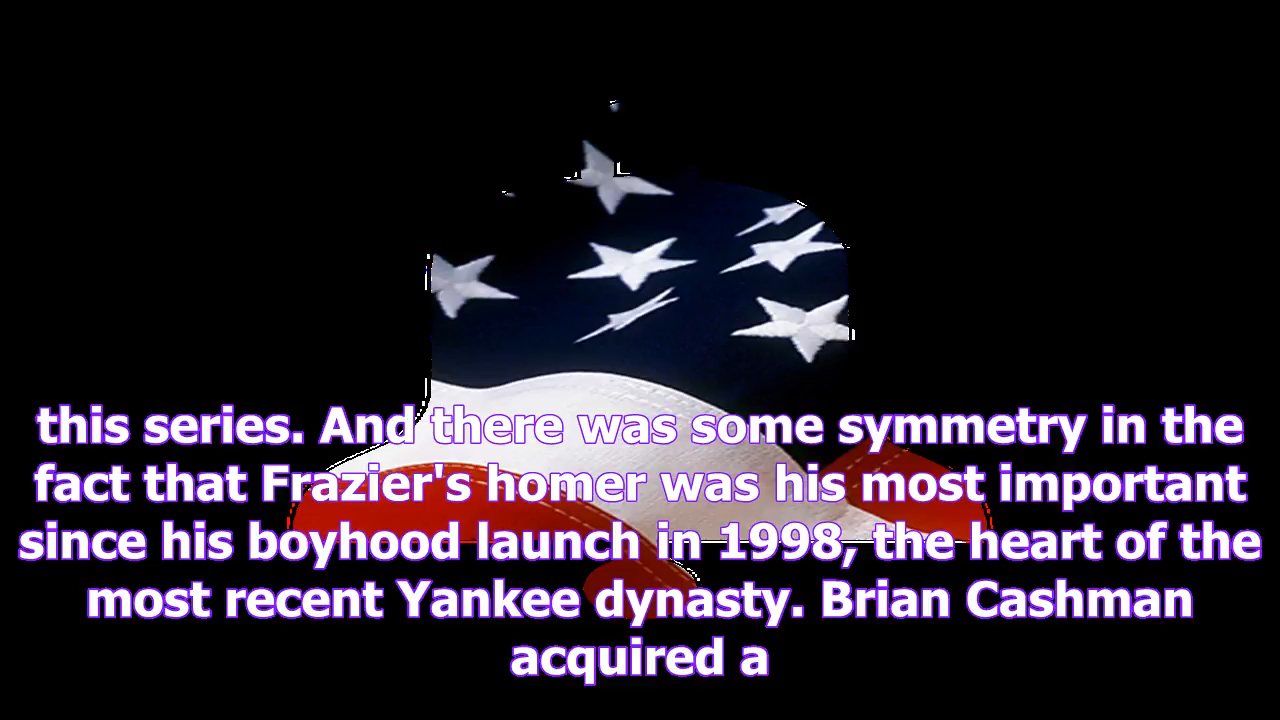 this series. And there was some symmetry in the
fact that Frazier's homer was his most important
since his boyhood launch in 1998, the heart of the
most recent Yankee dynasty. Brian Cashman
acquired a